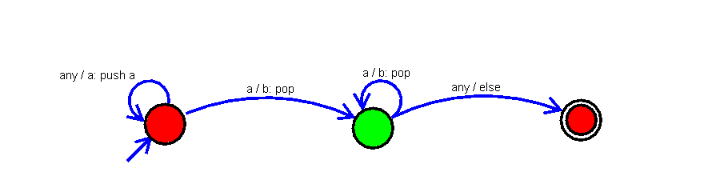 any / a: push a
a / b: pop
a / b: pop
any / else